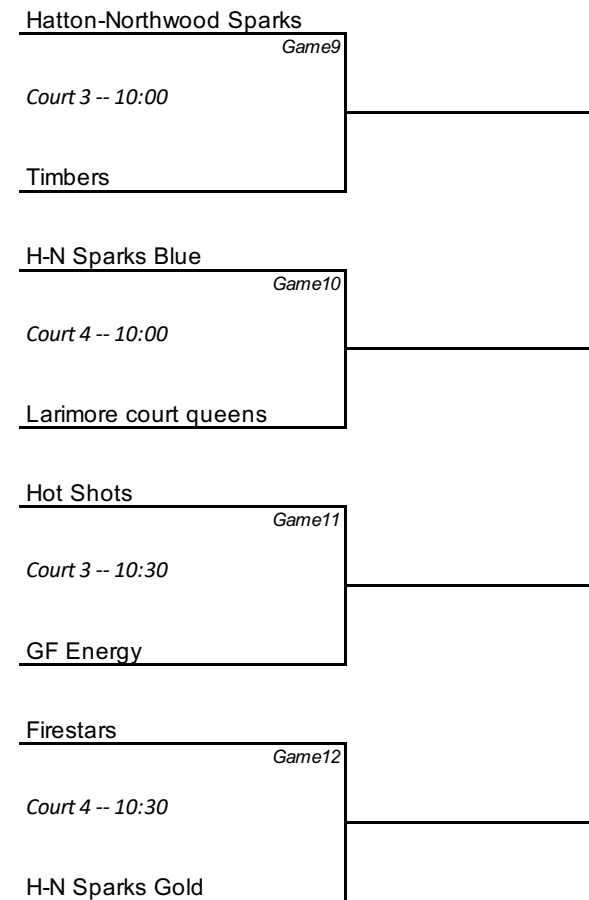 Hatton-Northwood Sparks
Game9
Court 3 -- 10:00
Timbers
H-N Sparks Blue
Game10
Court 4 -- 10:00
Larimore court queens
Hot Shots
Game11
Court 3 -- 10:30
GF Energy
Firestars
Game12
Court 4 -- 10:30
H-N Sparks Gold